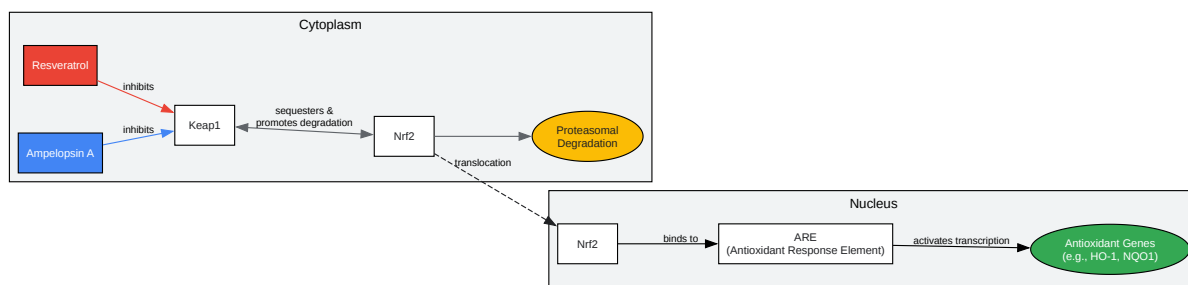 Cytoplasm
Resveratrol
inhibits
Keap1
Ampelopsin A
inhibits
sequesters &
promotes degradation
Nrf2
Proteasomal
Degradation
translocation
Nucleus
Nrf2
binds to
ARE
(Antioxidant Response Element)
activates transcription
Antioxidant Genes
(e.g., HO-1, NQO1)